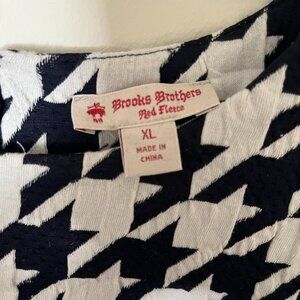 Brooks Brothers
Red Fleece
XL
MADE IN
CHINA